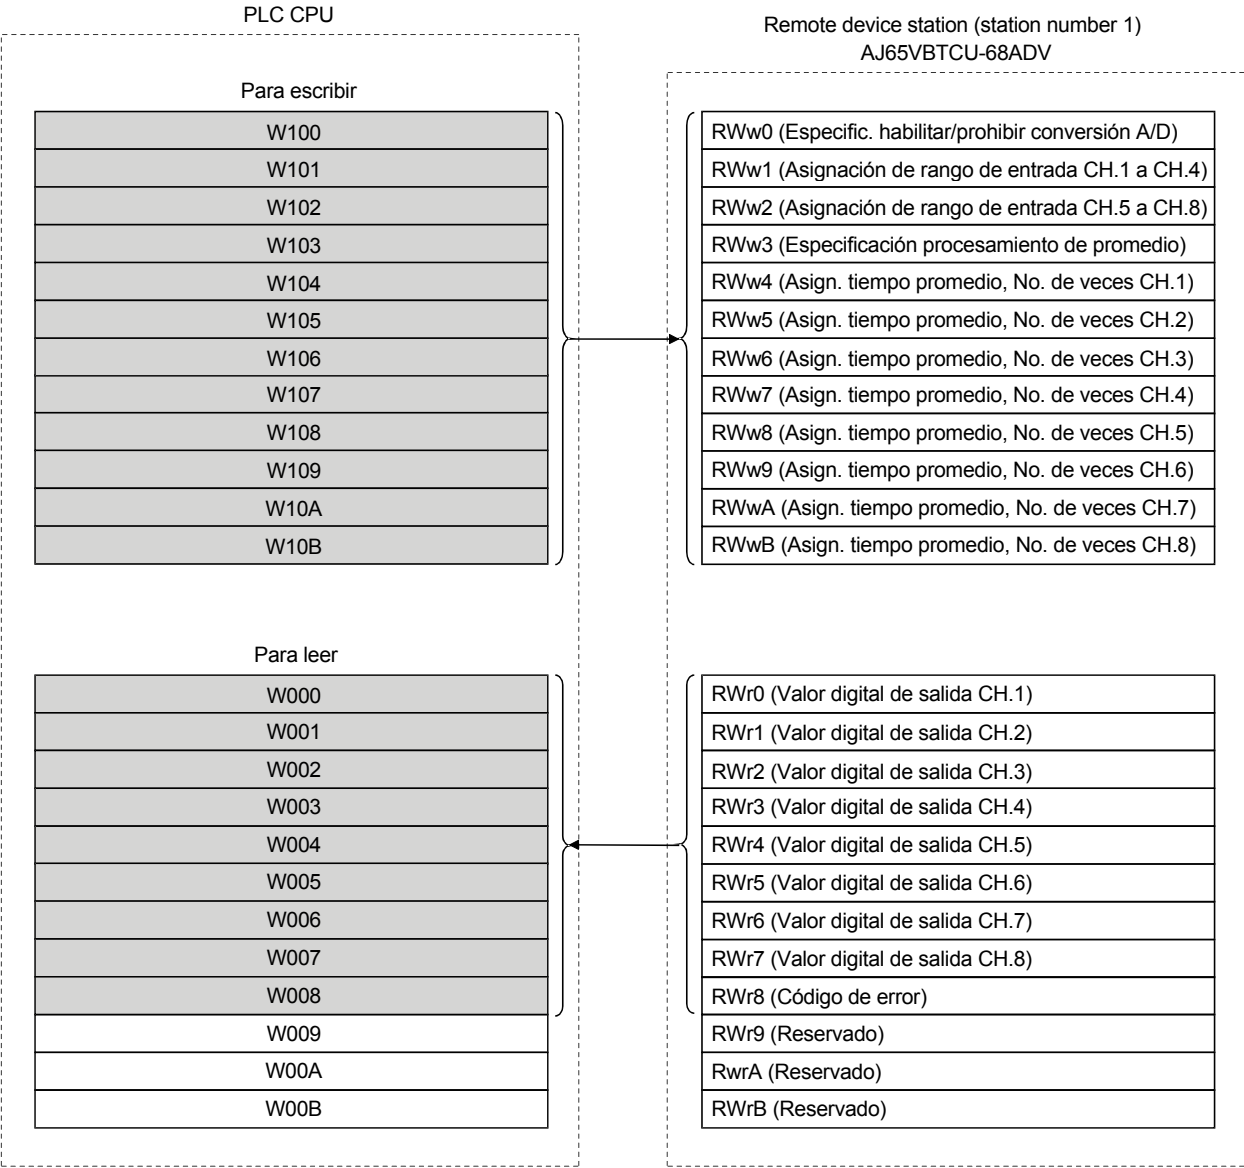 PLC CPU
Remote device station (station number 1)
AJ65VBTCU-68ADV
Para escribir
W100
RWw0 (Especific. habilitar/prohibir conversión A/D)
W101
RWw1 (Asignación de rango de entrada CH.1 a CH.4)
W102
RWw2 (Asignación de rango de entrada CH.5 a CH.8)
W103
RWw3 (Especificación procesamiento de promedio)
W104
RWw4 (Asign. tiempo promedio, No. de veces CH.1)
W105
RWw5 (Asign. tiempo promedio, No. de veces CH.2)
W106
RWw6 (Asign. tiempo promedio, No. de veces CH.3)
W107
RWw7 (Asign. tiempo promedio, No. de veces CH.4)
W108
RWw8 (Asign. tiempo promedio, No. de veces CH.5)
W109
RWw9 (Asign. tiempo promedio, No. de veces CH.6)
W10A
RWwA (Asign. tiempo promedio, No. de veces CH.7)
W10B
RWwB (Asign. tiempo promedio, No. de veces CH.8)
Para leer
W000
RWr0 (Valor digital de salida CH.1)
W001
RWr1 (Valor digital de salida CH.2)
W002
RWr2 (Valor digital de salida CH.3)
W003
RWr3 (Valor digital de salida CH.4)
W004
RWr4 (Valor digital de salida CH.5)
W005
RWr5 (Valor digital de salida CH.6)
W006
RWr6 (Valor digital de salida CH.7)
W007
RWr7 (Valor digital de salida CH.8)
W008
RWr8 (Código de error)
W009
RWr9 (Reservado)
W00A
RwrA (Reservado)
W00B
RWrB (Reservado)